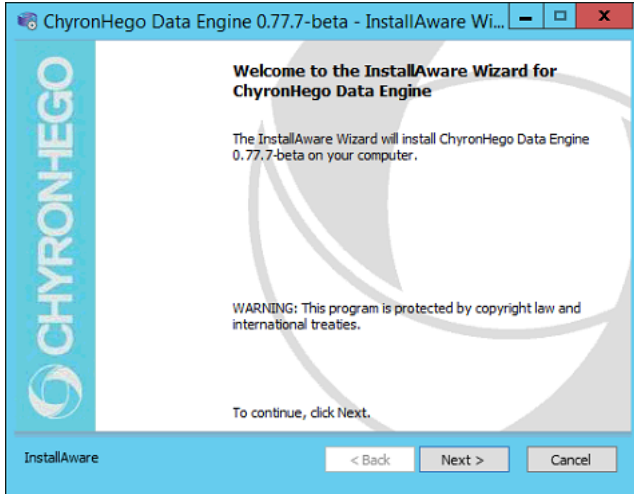 ChyronHego Data Engine 0.77.7-beta - InstallAware Wi...
CHYRONHEGO
Welcome to the InstallAware Wizard for
ChyronHego Data Engine
The InstallAware Wizard will install ChyronHego Data Engine
0.77.7-beta on your computer.
WARNING: This program is protected by copyright law and
international treaties.
To continue, click Next.
InstallAware
< Back
Next >
Cancel